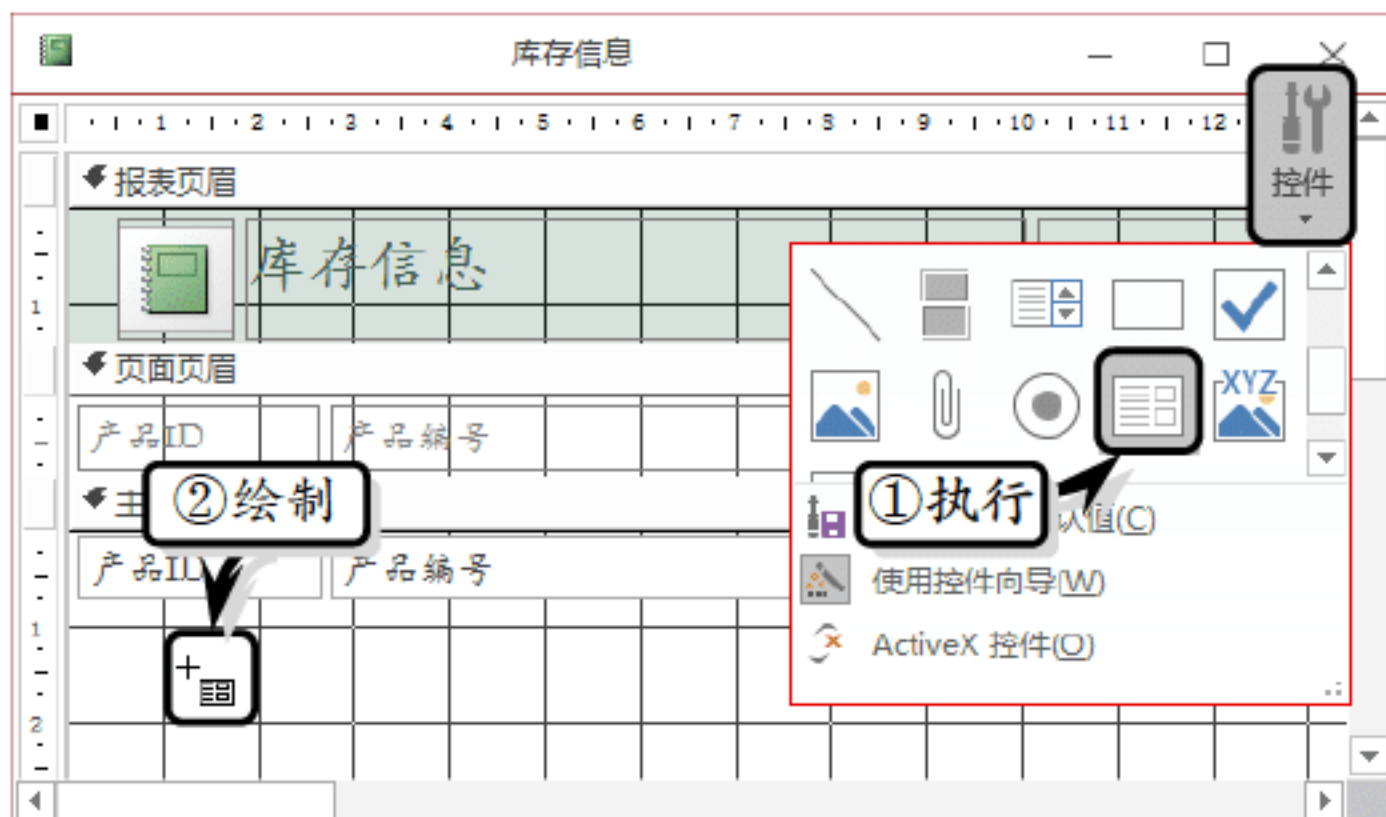 库存信息
1 2 3 4 5 6 7 8 9 10 11 12
控件
报表页眉
库存信息
1
页面页眉
XYZ
产品ID 产品编号
主
②绘制
①执行
认值(C)
产品ID 产品编号
使用控件向导(W)
1
ActiveX 控件(O)
2